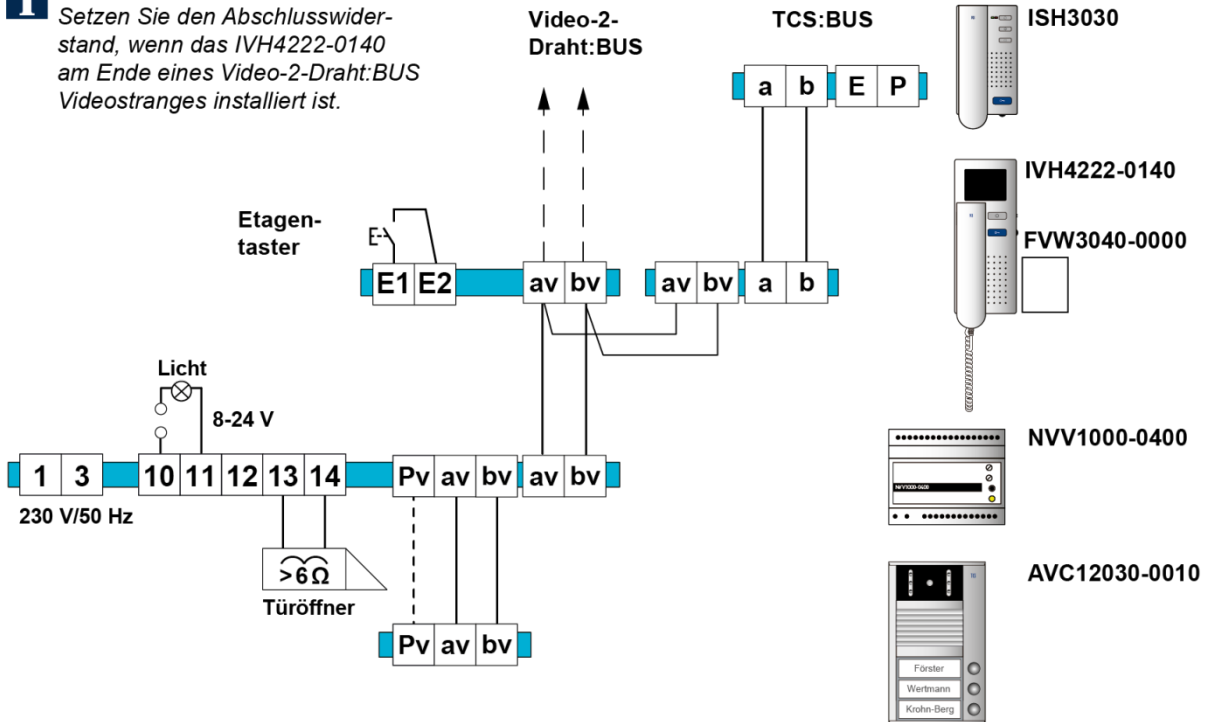 i
Setzen Sie den Abschlusswider-
stand, wenn das IVH4222-0140
am Ende eines Video-2-Draht:BUS
Videostranges installiert ist.
Video-2-
Draht:BUS
TCS:BUS
ISH3030
a b E P
IVH4222-0140
Etagen-
taster
FVW3040-0000
E1 E2 av bv av bv a b
Licht
8-24 V
NVV1000-0400
NVV1000-0400
1 3 10 11 12 13 14 Pv av bv av bv
230 V/50 Hz
>6 Ω
Türöffner
AVC12030-0010
Pv av bv
Förster
Wertmann
Krohn-Berg